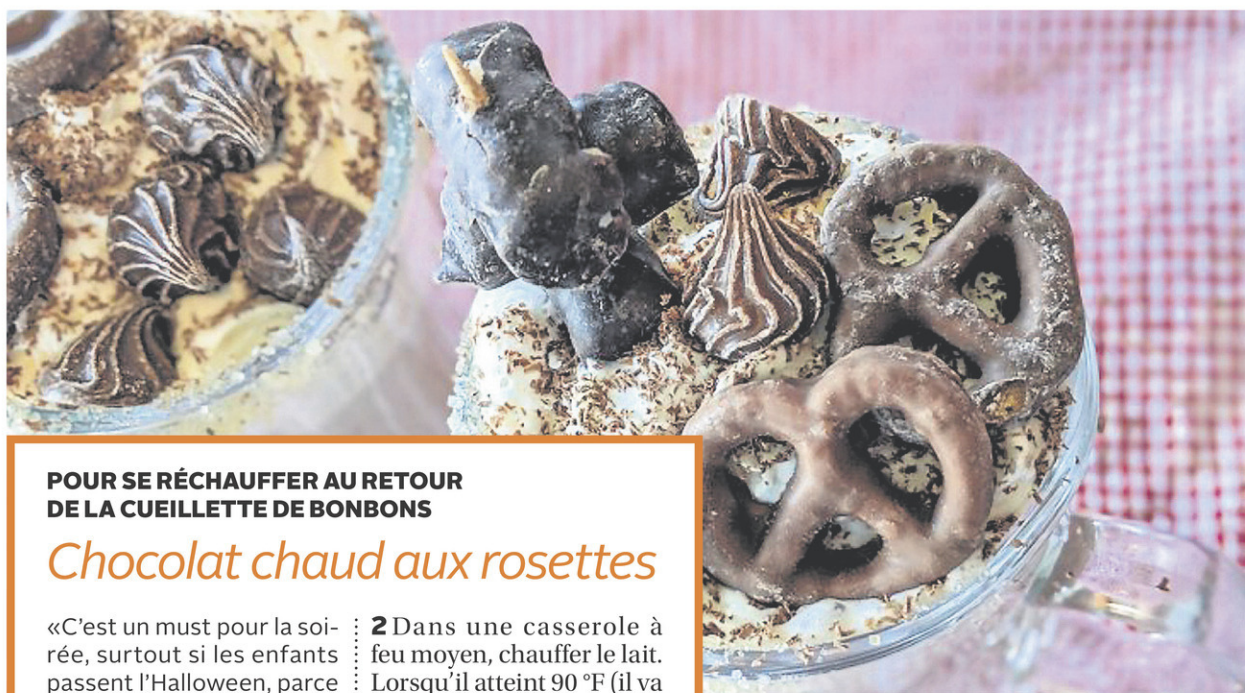 POUR SE RÉCHAUFFER AU RETOUR
DE LA CUEILLETTE DE BONBONS
Chocolat chaud aux rosettes
«C'est un must pour la soi-
rée, surtout si les enfants
passent l'Halloween, parce
2 Dans une casserole à
feu moyen, chauffer le lait.
Lorsqu'il atteint 90 °F (il va